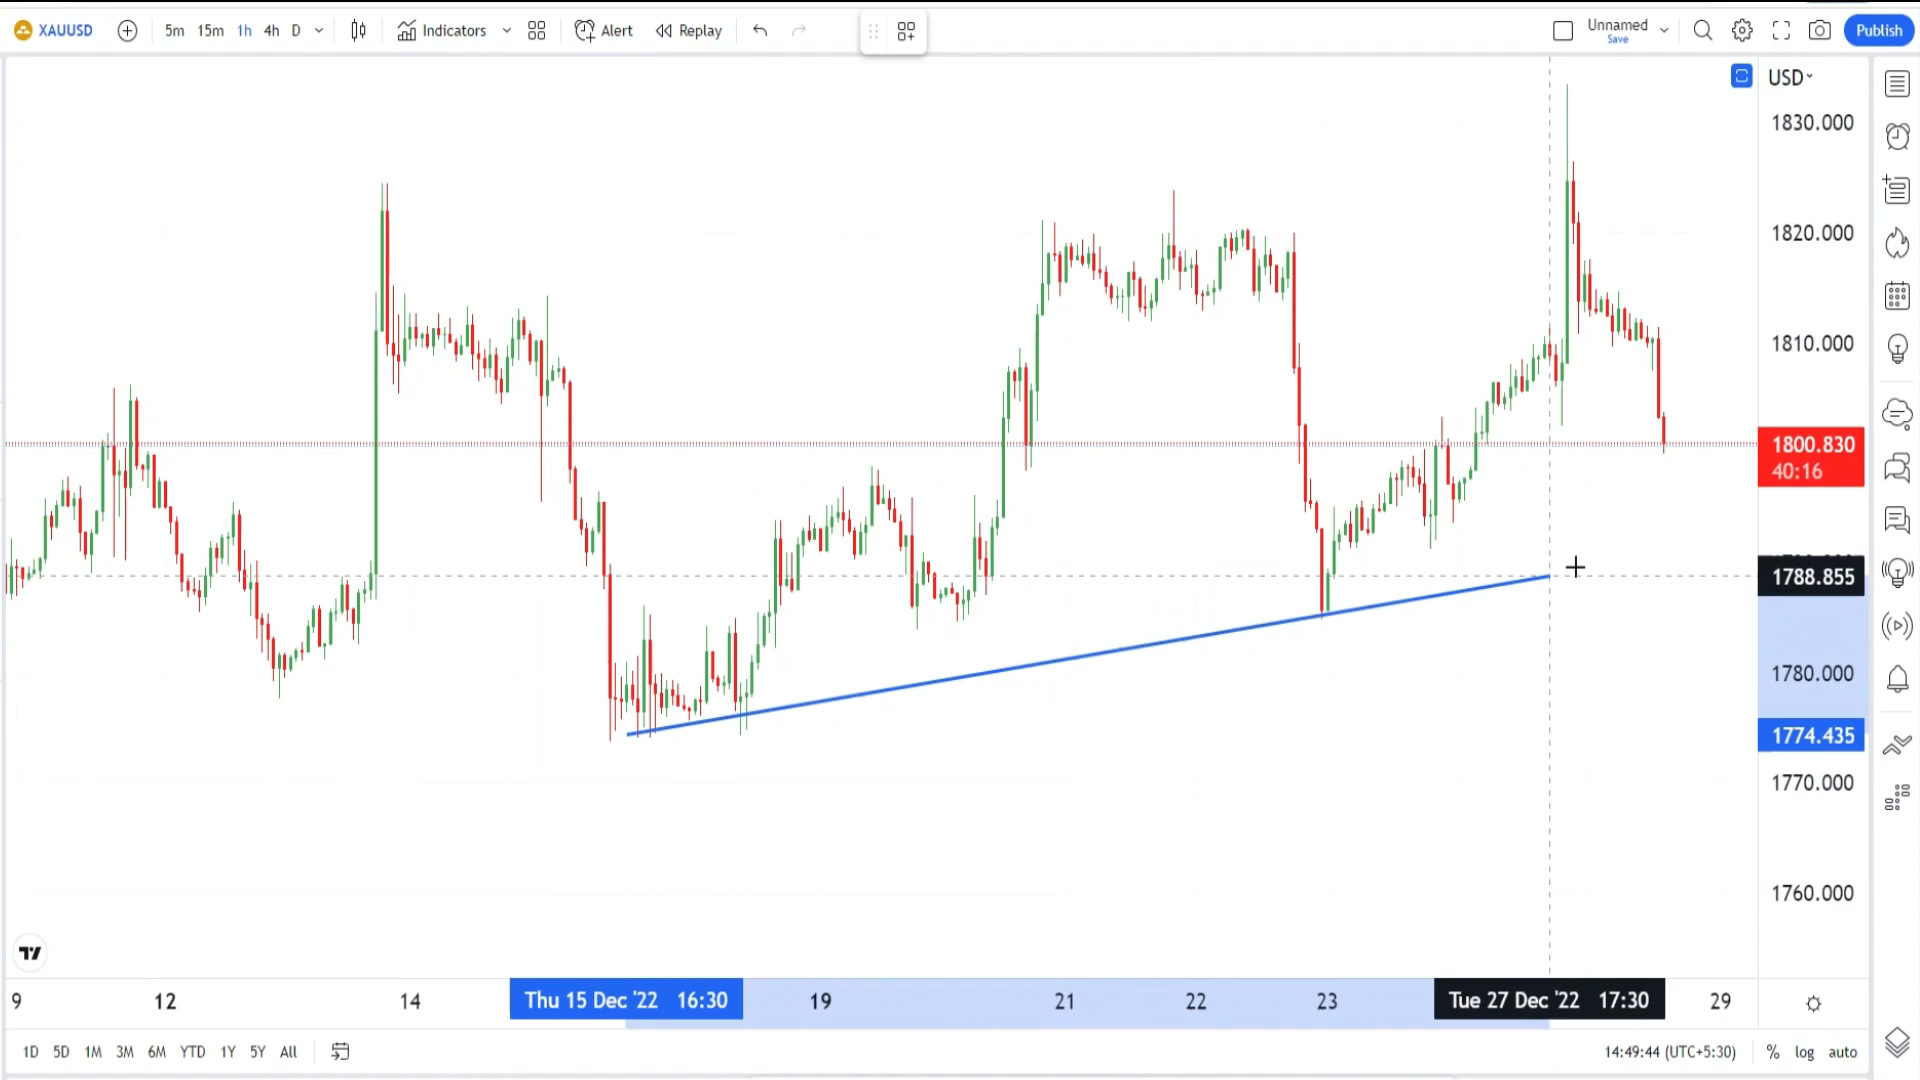 XAUUSD 5m 15m 1h 4h D Indicators Alert Replay Unnamed Publish
Save
USD
1830.000
1820.000
1810.000
1800.830
40:16
1788.855
1780.000
1774.435
1770.000
1760.000
9 12 14 Thu 15 Dec '22 16:30 19 21 22 23 Tue 27 Dec '22 17:30 29
1D 5D 1M 3M 6M YTD 1Y 5Y All 14:49:44 (UTC+5:30) % log auto